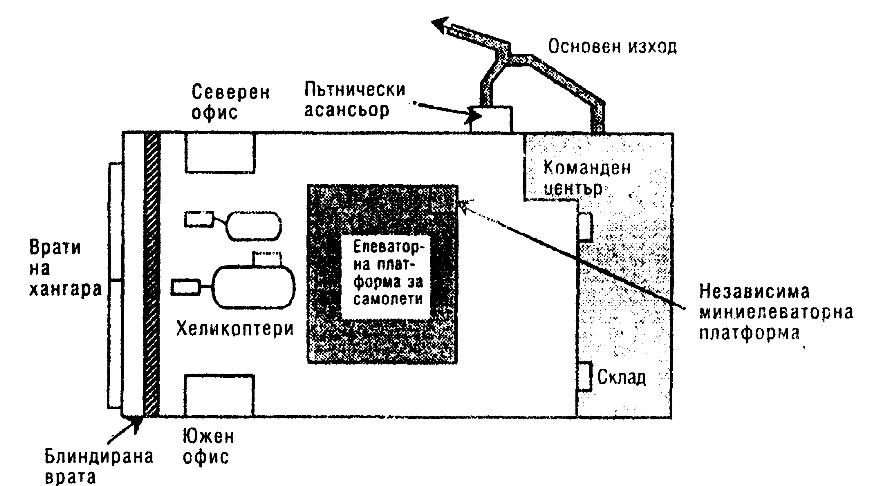 Основен изход
Северен
офис
Пътнически
асансьор
Команден
център
Врати
на
хангара
Елеватор-
на плат-
форма за
самолети
Хеликоптери
Независима
миниелеваторна
платформа
Склад
Южен
офис
Блиндирана
врата